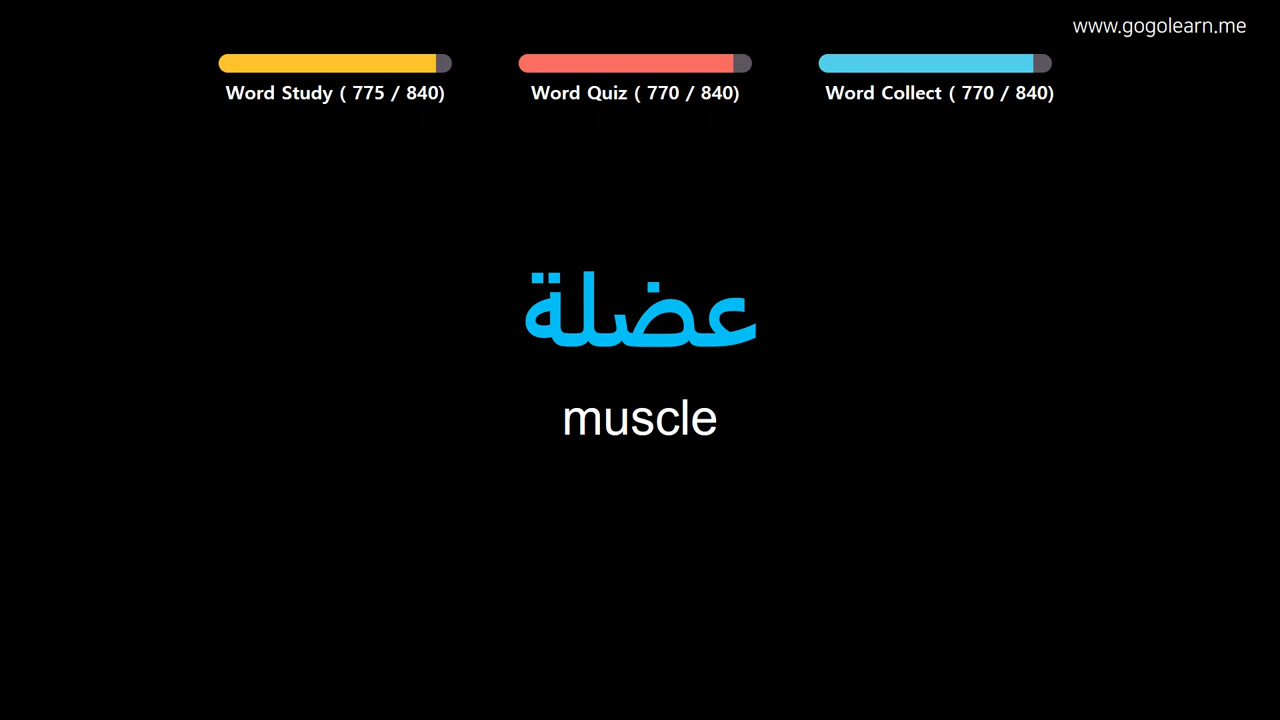 www.gogolearn.me
Word Study ( 775 / 840)
Word Quiz ( 770 / 840)
Word Collect ( 770 / 840)
عضلة
muscle